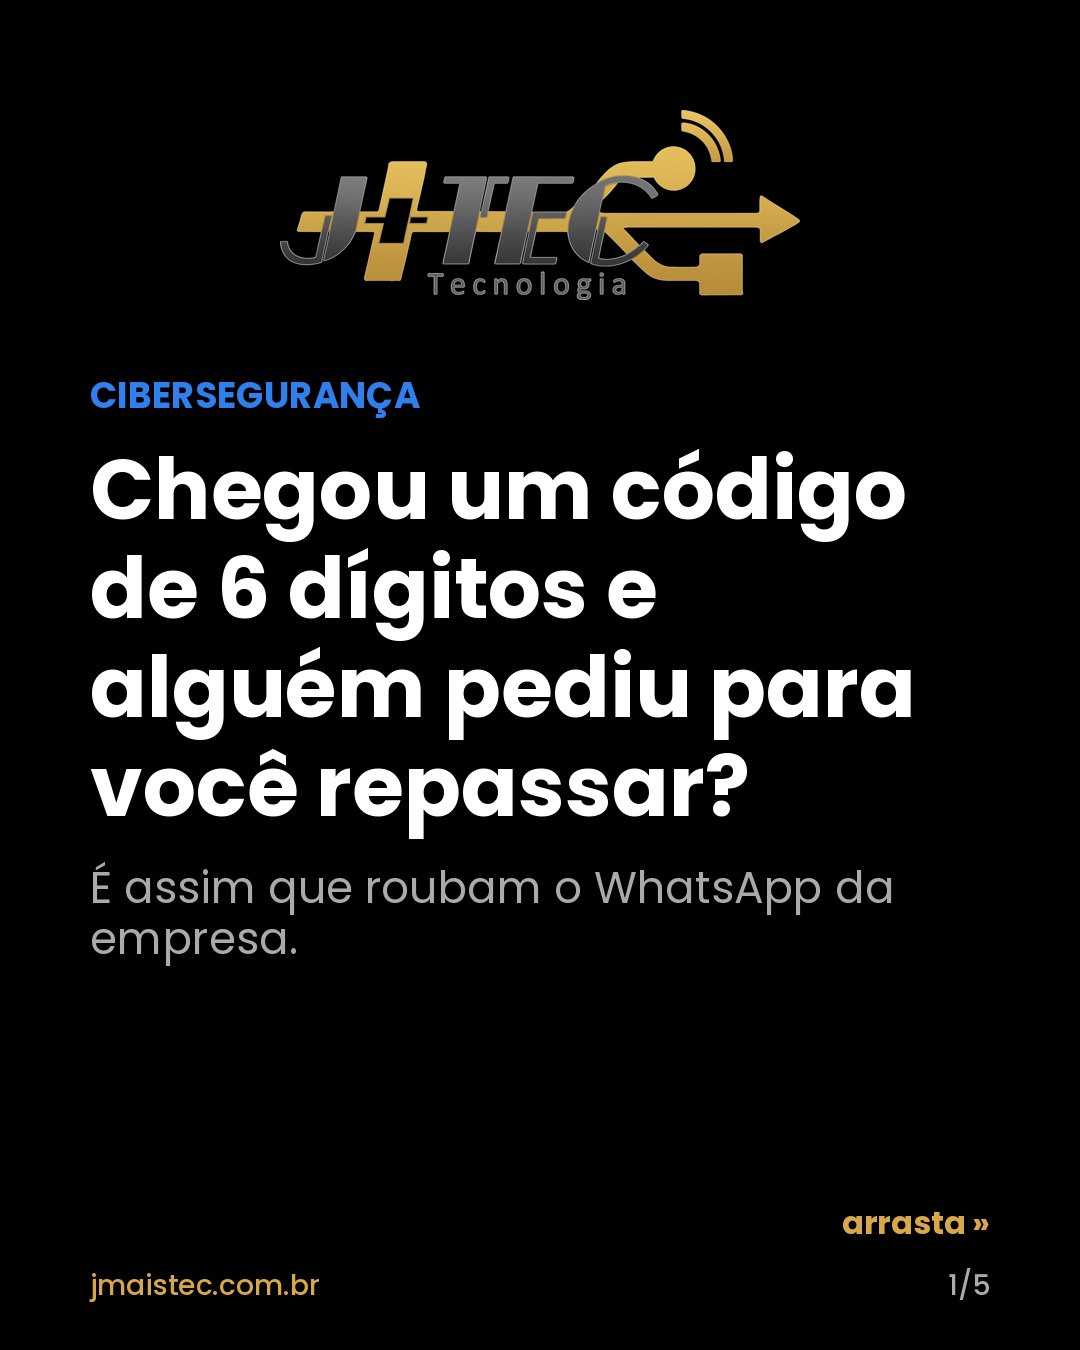 J+TEC
Tecnologia
CIBERSEGURANÇA
Chegou um código
de 6 dígitos e
alguém pediu para
você repassar?
É assim que roubam o WhatsApp da
empresa.
arrasta »
jmaistec.com.br
1/5